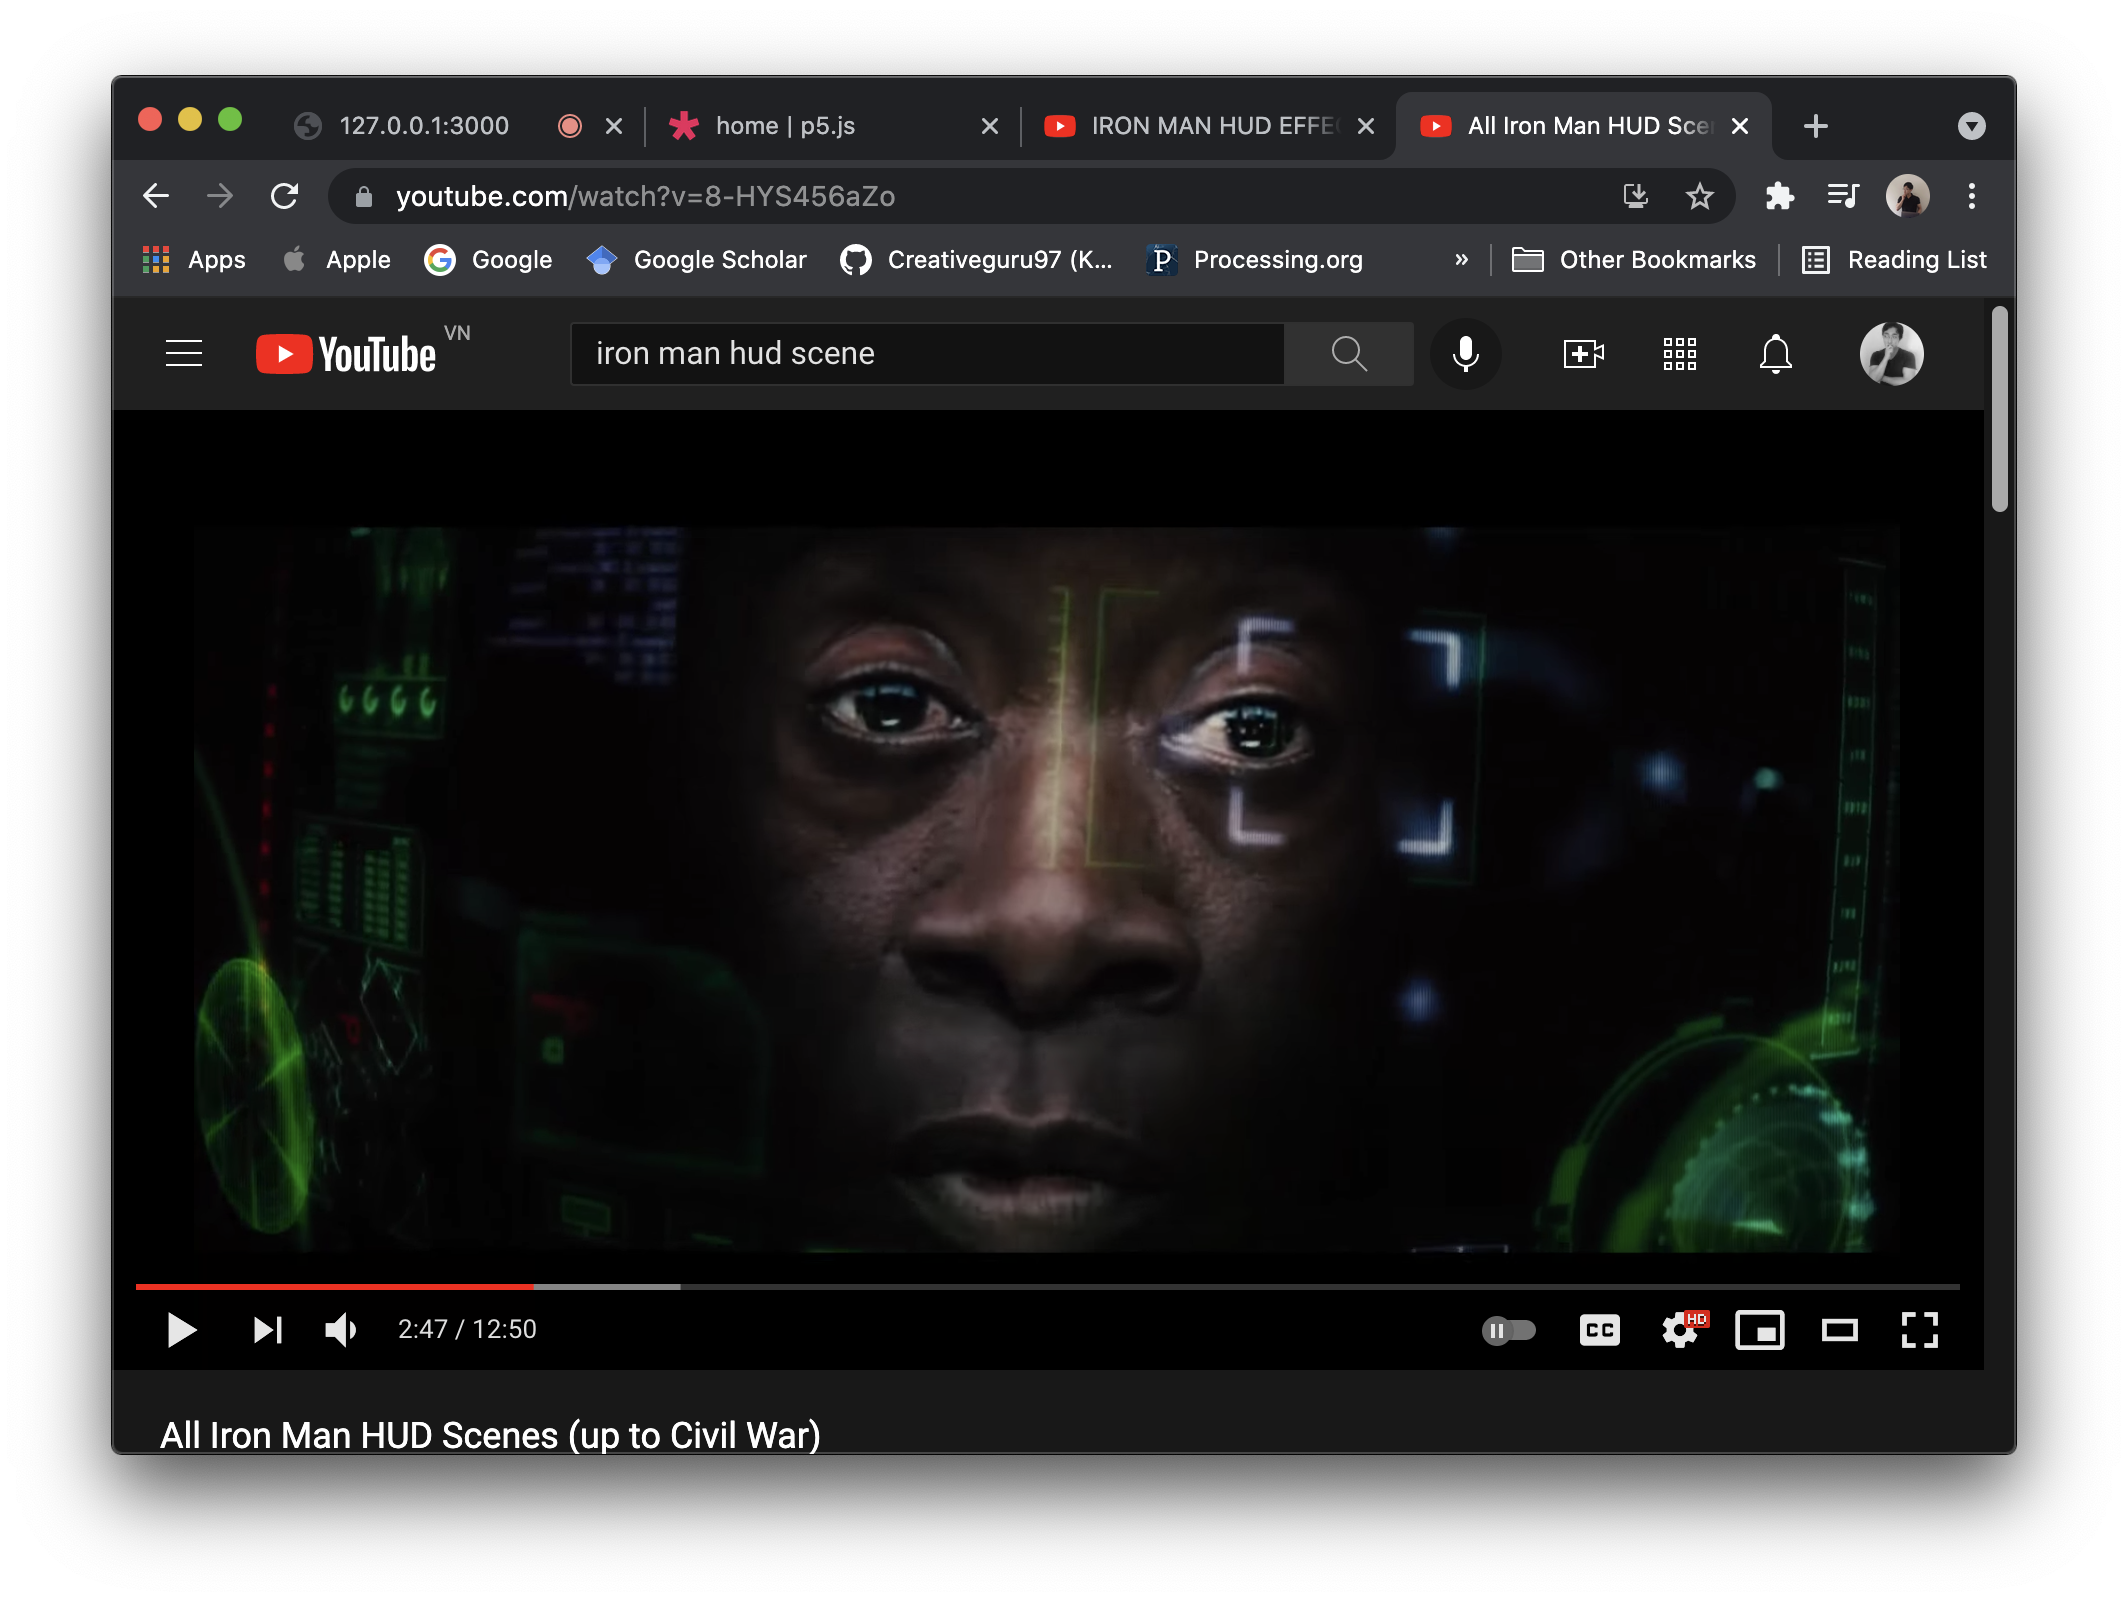 127.0.0.1:3000
home | p5.js
IRON MAN HUD EFFE
All Iron Man HUD Sce
youtube.com/watch?v=8-HYS456aZo
Apps
Apple
Google
Google Scholar
Creativeguru97 (K...
P
Processing.org
»
Other Bookmarks
Reading List
YouTube VN
iron man hud scene
2:47 / 12:50
CC
HD
All Iron Man HUD Scenes (up to Civil War)